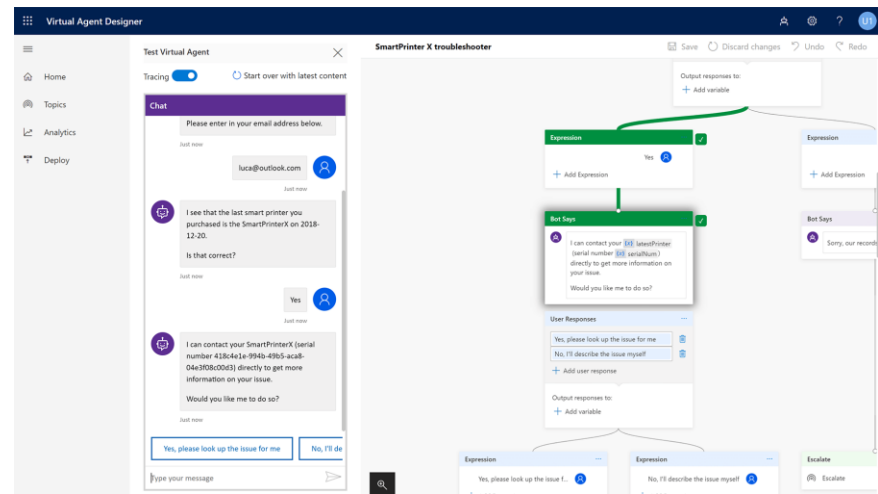 Virtual Agent Designer
?
U1
Home
Topics
Analytics
Deploy
Test Virtual Agent
Tracing
Start over with latest content
Chat
Please enter in your email address below.
Just now
luca@outlook.com
Just now
I see that the last smart printer you
purchased is the SmartPrinterX on 2018-
12-20.
Is that correct?
Just now
Yes
Just now
I can contact your SmartPrinterX (serial
number 418c4e1e-994b-49b5-aca8-
04e3f08c00d3) directly to get more
information on your issue.
Would you like me to do so?
Just now
Yes, please look up the issue for me
No, I'll de
Type your message
SmartPrinter X troubleshooter
Save
Discard changes
Undo
Redo
Output responses to:
+ Add variable
Expression
Yes
+ Add Expression
Expression
+ Add Expression
Bot Says
I can contact your {x} latestPrinter
(serial number {x} serialNum)
directly to get more information on
your issue.
Would you like me to do so?
Bot Says
Sorry, our records
User Responses
...
Yes, please look up the issue for me
No, I'll describe the issue myself
+ Add user response
Output responses to:
+ Add variable
Expression
...
Yes, please look up the issue f...
Expression
...
No, I'll describe the issue myself
Escalate
Escalate